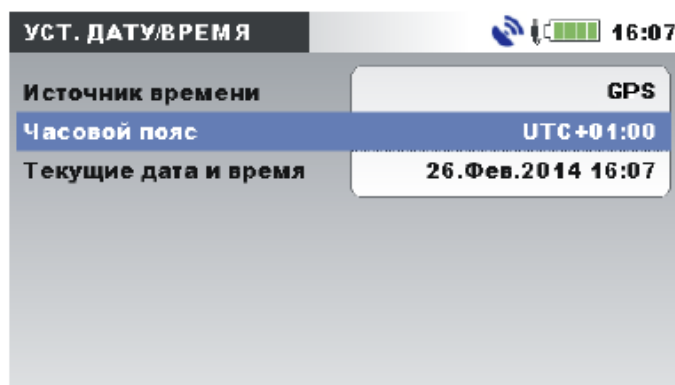 УСТ. ДАТУ/ВРЕМЯ 16:07
Источник времени GPS
Часовой пояс UTC+01:00
Текущие дата и время 26.Фев.2014 16:07